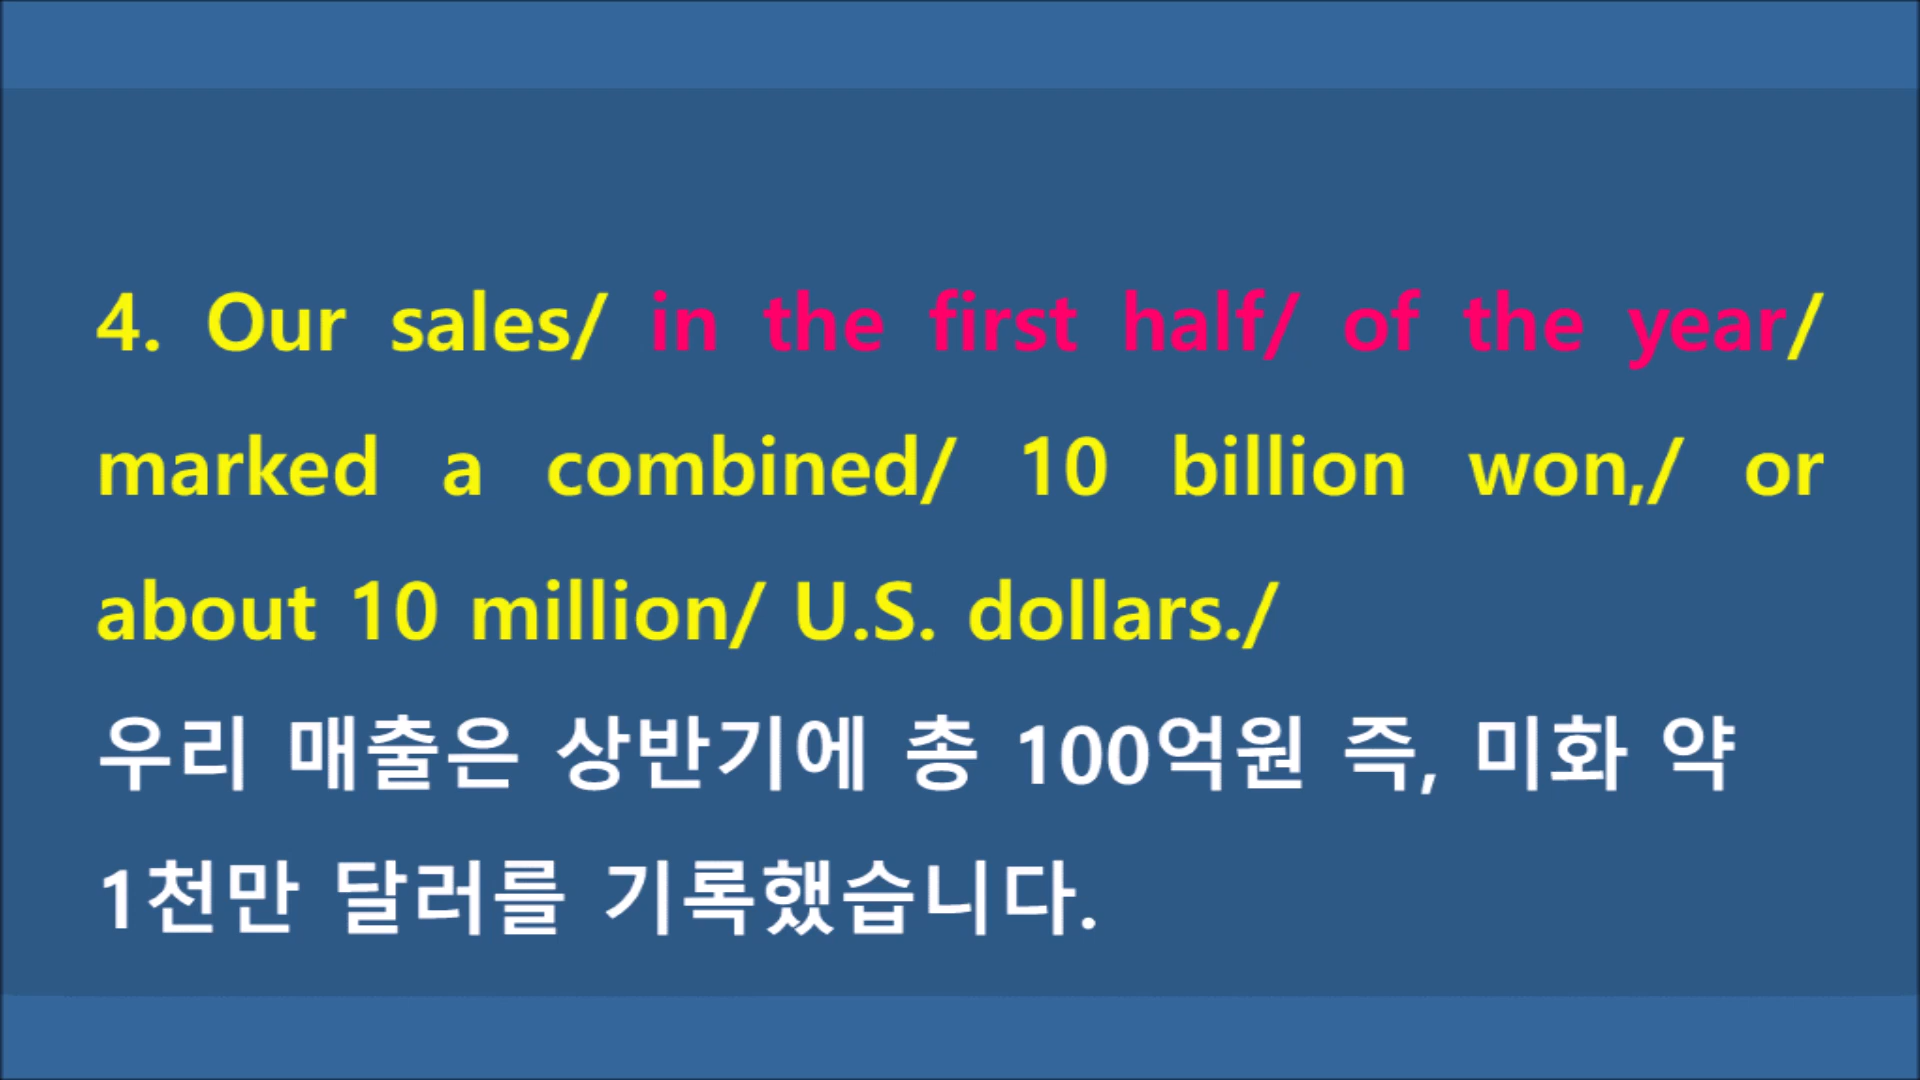 4. Our sales/ in the first half/ of the year/
marked a combined/ 10 billion won,/ or
about 10 million/ U.S. dollars./
우리 매출은 상반기에 총 100억원 즉, 미화 약
1천만 달러를 기록했습니다.